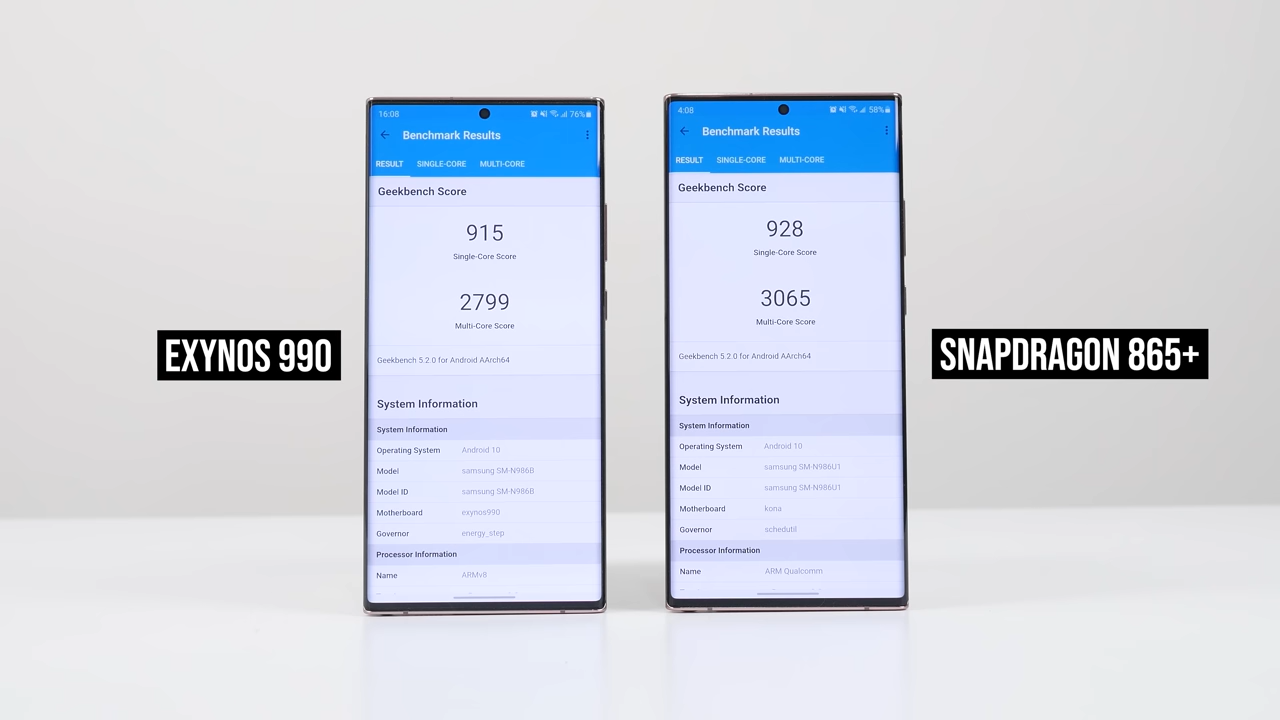 EXYNOS 990
16:08
76%
Benchmark Results
RESULT SINGLE-CORE MULTI-CORE
Geekbench Score
915
Single-Core Score
2799
Multi-Core Score
Geekbench 5.2.0 for Android AArch64
System Information
System Information
Operating System Android 10
Model samsung SM-N986B
Model ID samsung SM-N986B
Motherboard exynos990
Governor energy_step
Processor Information
Name ARMv8
4:08
58%
Benchmark Results
RESULT SINGLE-CORE MULTI-CORE
Geekbench Score
928
Single-Core Score
3065
Multi-Core Score
Geekbench 5.2.0 for Android AArch64
System Information
System Information
Operating System Android 10
Model samsung SM-N986U1
Model ID samsung SM-N986U1
Motherboard kona
Governor schedutil
Processor Information
Name ARM Qualcomm
SNAPDRAGON 865+